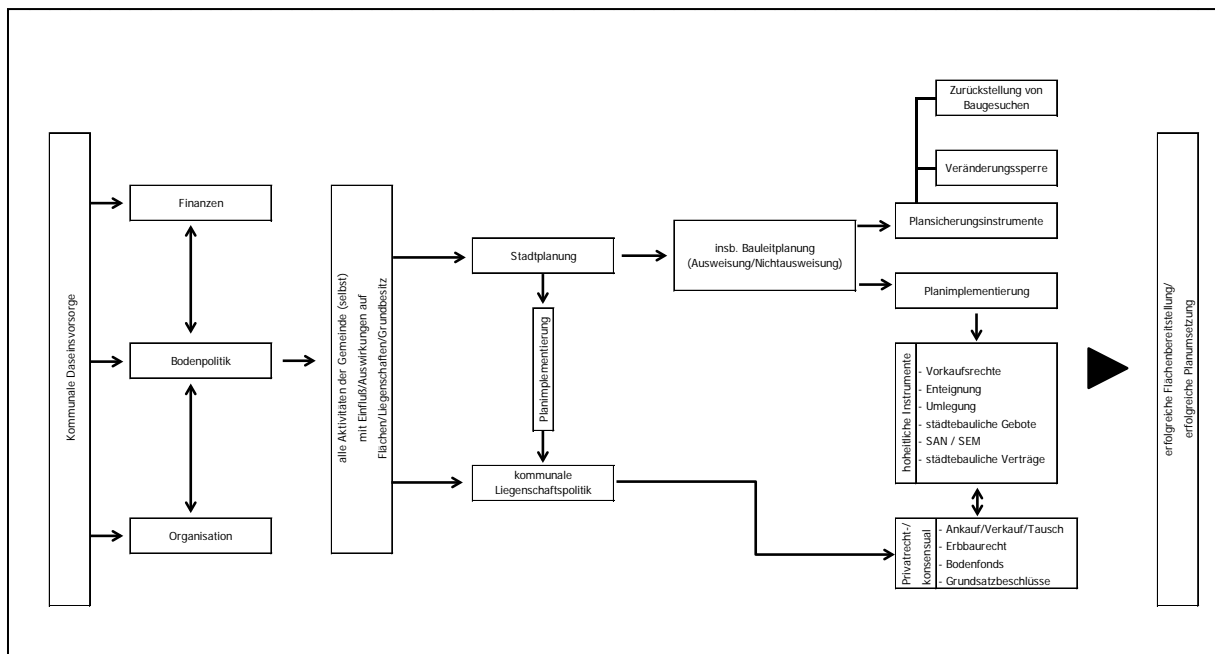 Kommunale Daseinsvorsorge
Finanzen
Bodenpolitik
Organisation
alle Aktivitäten der Gemeinde (selbst)
mit Einfluß/Auswirkungen auf
Flächen/Liegenschaften/Grundbesitz
Stadtplanung
Planimplementierung
kommunale
Liegenschaftspolitik
insb. Bauleitplanung
(Ausweisung/Nichtausweisung)
Zurückstellung von
Baugesuchen
Veränderungssperre
Plansicherungsinstrumente
Planimplementierung
hoheitliche Instrumente
- Vorkaufsrechte
- Enteignung
- Umlegung
- städtebauliche Gebote
- SAN / SEM
- städtebauliche Verträge
Privatrecht-/
konsensual
- Ankauf/Verkauf/Tausch
- Erbbaurecht
- Bodenfonds
- Grundsatzbeschlüsse
erfolgreiche Flächenbereitstellung/
erfolgreiche Planumsetzung